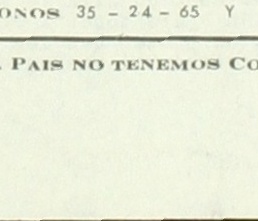 ONOS 35 - 24 - 65 Y
PAIS NO TENEMOS CO